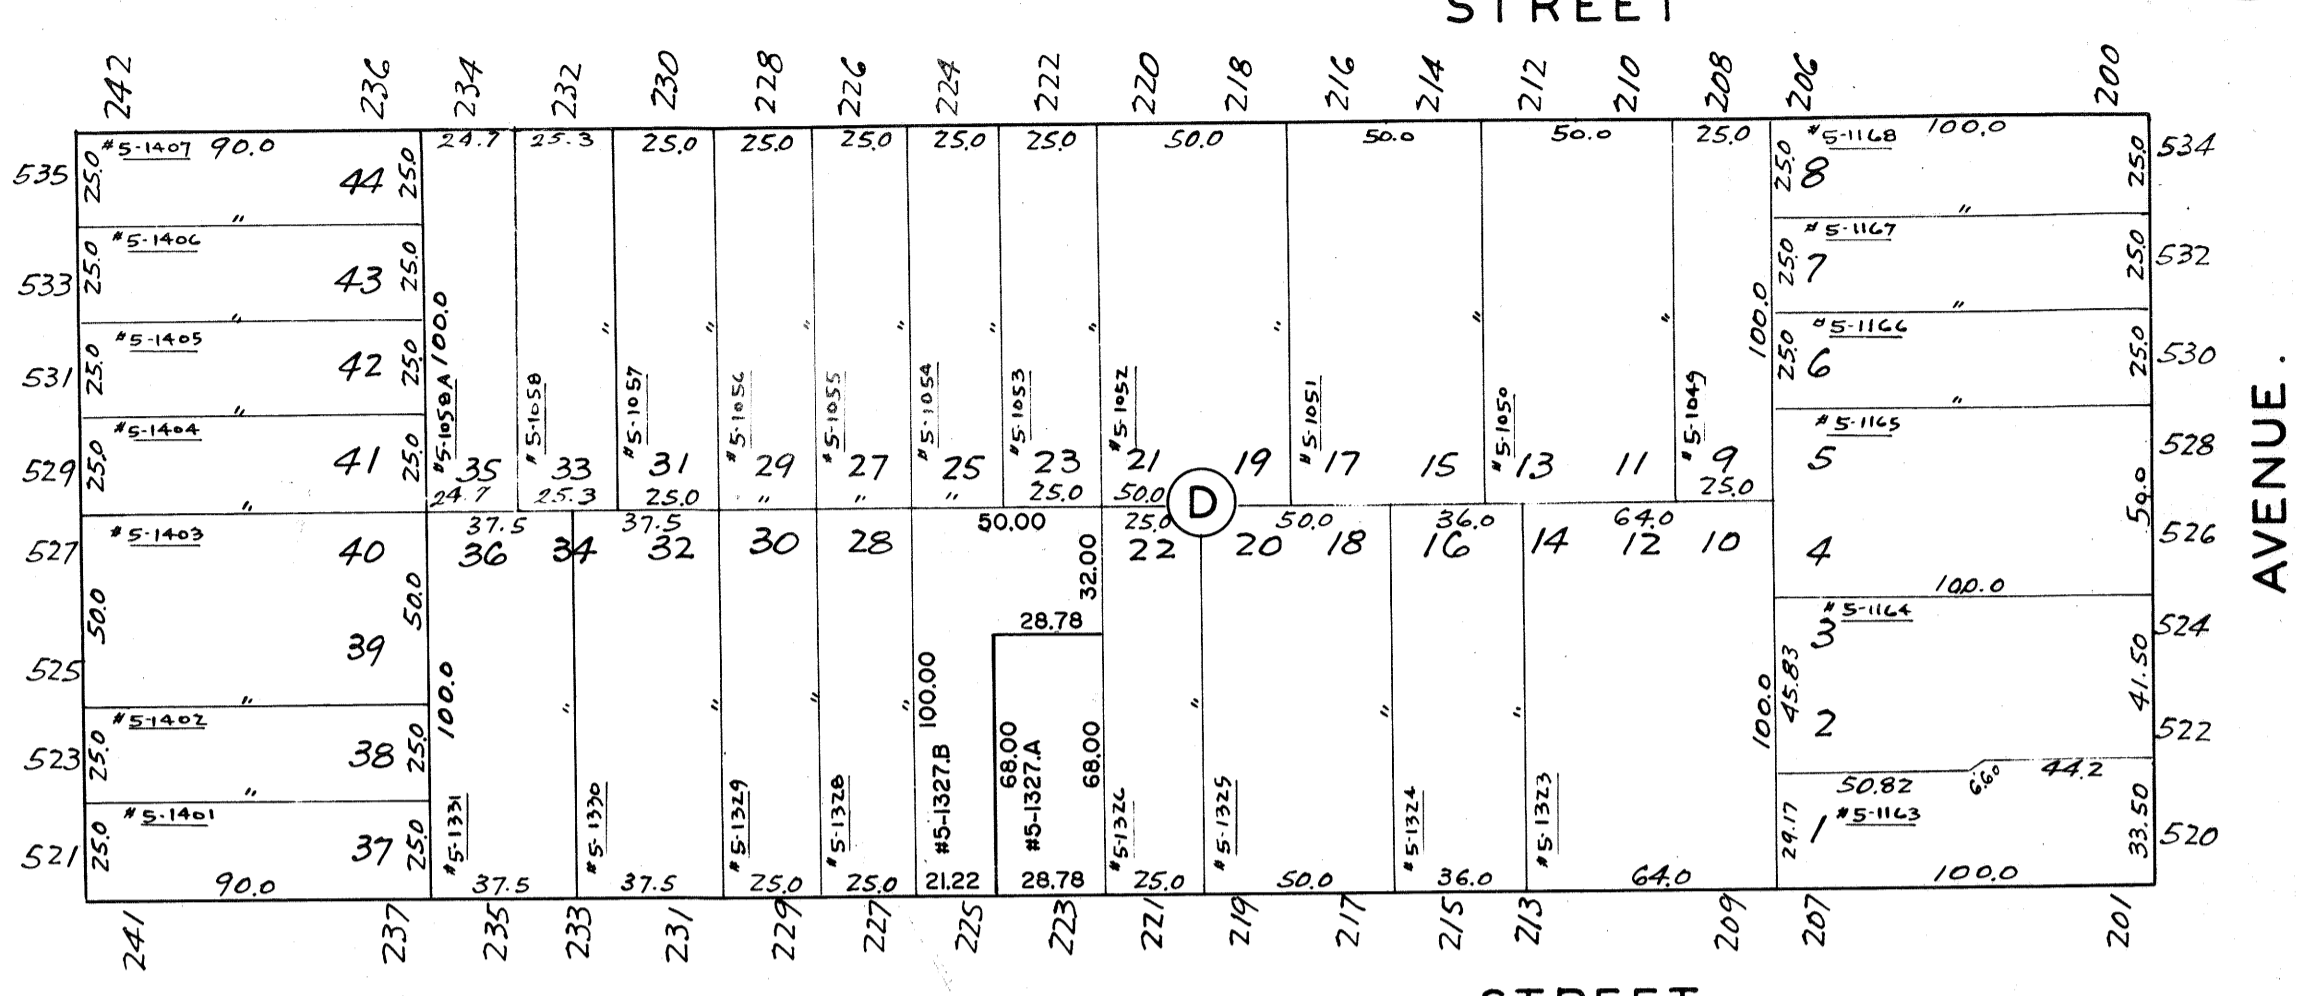 STREET
242 236 234 232 230 228 226 224 222 220 218 216 214 212 210 208 206 200
#5-1407 90.0 24.7 25.3 25.0 25.0 25.0 25.0 25.0 50.0 50.0 50.0 25.0 #5-1168 100.0
535 25.0 44 25.0 25.0 8 25.0 534
" "
#5-1406 #5-1167
533 25.0 43 25.0 25.0 7 25.0 532
" 100.0 " " " " " " " " " 100.0 "
#5-1405 #5-1166
531 25.0 42 25.0 25.0 6 25.0 530
" "
#5-1404 #5-1058A #5-1058 #5-1057 #5-1056 #5-1055 #5-1054 #5-1053 #5-1052 #5-1051 #5-1050 #5-1049 #5-1165
529 25.0 41 25.0 35 33 31 29 27 25 23 21 19 17 15 13 11 9 5 528
" 24.7 25.3 25.0 " " " 25.0 50.0 D 25.0 50.0
#5-1403 37.5 37.5 50.00 25.0 50.0 36.0 64.0
527 40 36 34 32 30 28 22 20 18 16 14 12 10 4 526
50.0 50.0 32.00 100.0
28.78 #5-1164
525 39 3 524
" 100.0 " " " " 100.00 " " " 100.0 45.83 41.50
#5-1402
523 25.0 38 25.0 68.00 68.00 2 522
" 50.82 6.60 44.2
#5-1401 #5-1331 #5-1330 #5-1329 #5-1328 #5-1327.B #5-1327.A #5-1326 #5-1325 #5-1324 #5-1323 #5-1163
521 25.0 37 25.0 29.17 1 33.50 520
90.0 37.5 37.5 25.0 25.0 21.22 28.78 25.0 50.0 36.0 64.0 100.0
241 237 235 233 231 229 227 225 223 221 219 217 215 213 209 207 201
AVENUE.
STREET